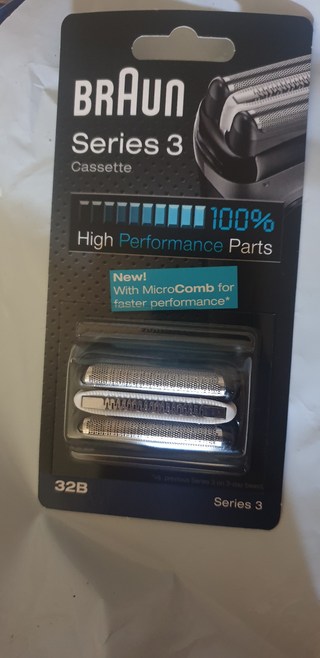 BRAUN
Series 3
Cassette
100%
High Performance Parts
New!
With MicroComb for
faster performance*
32B
Series 3